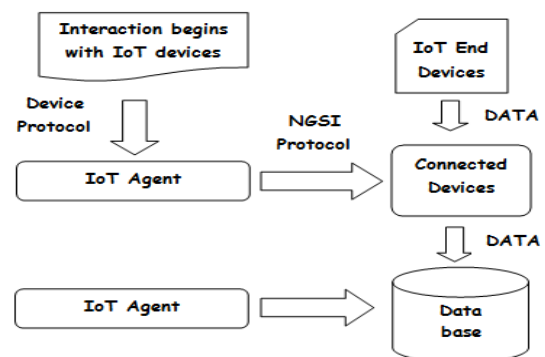 Interaction begins
with IoT devices
IoT End
Devices
Device
Protocol
NGSI
Protocol
DATA
IoT Agent
Connected
Devices
DATA
IoT Agent
Data
base